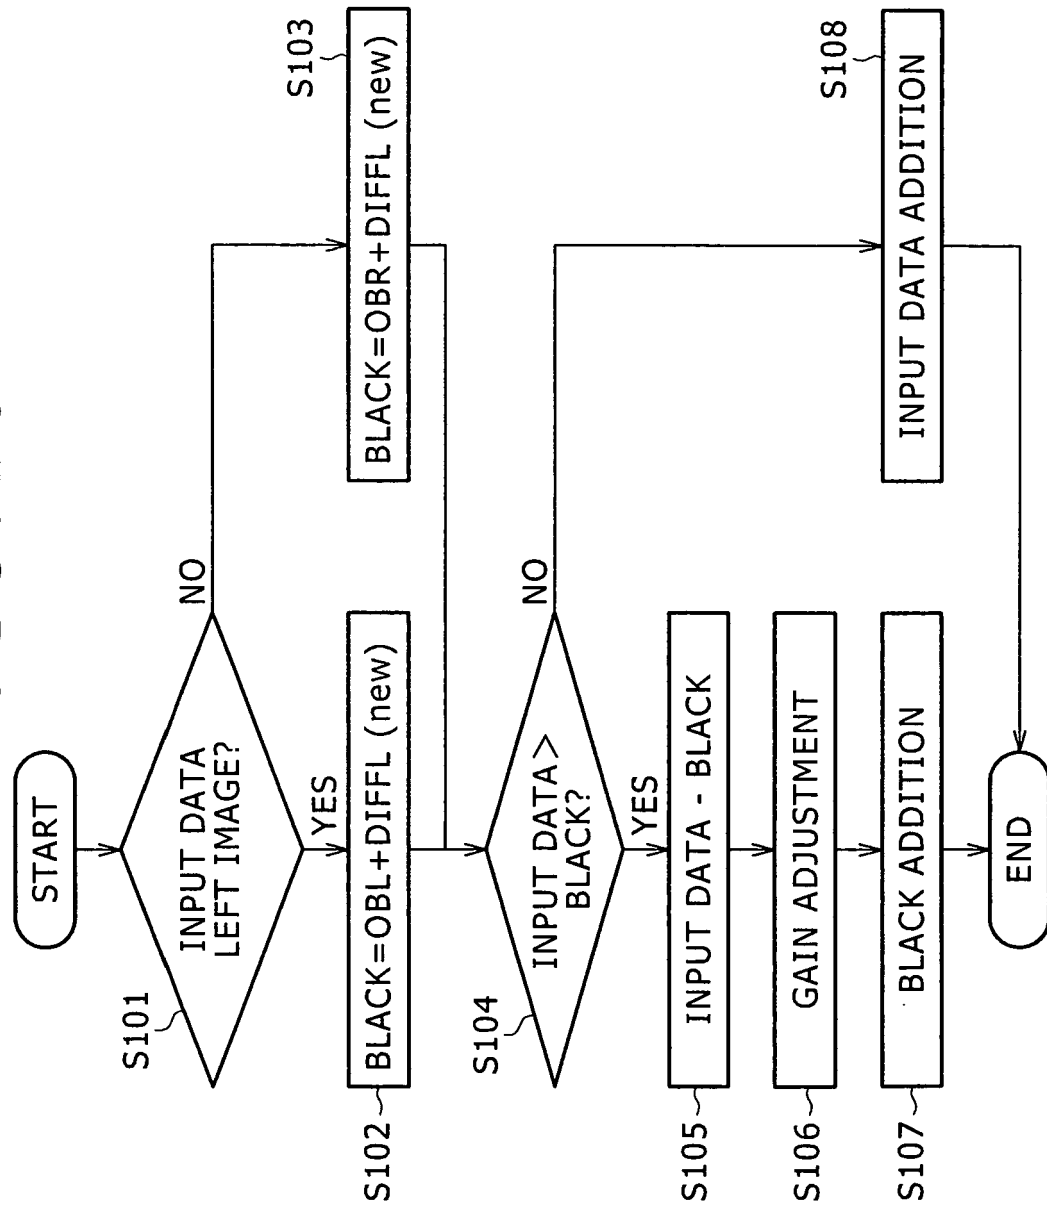 START
S101
INPUT DATA
LEFT IMAGE?
NO
YES
S102
BLACK=OBL+DIFFL (new)
S103
BLACK=OBR+DIFFL (new)
S104
INPUT DATA>
BLACK?
NO
YES
S105
INPUT DATA - BLACK
S106
GAIN ADJUSTMENT
S107
BLACK ADDITION
S108
INPUT DATA ADDITION
END